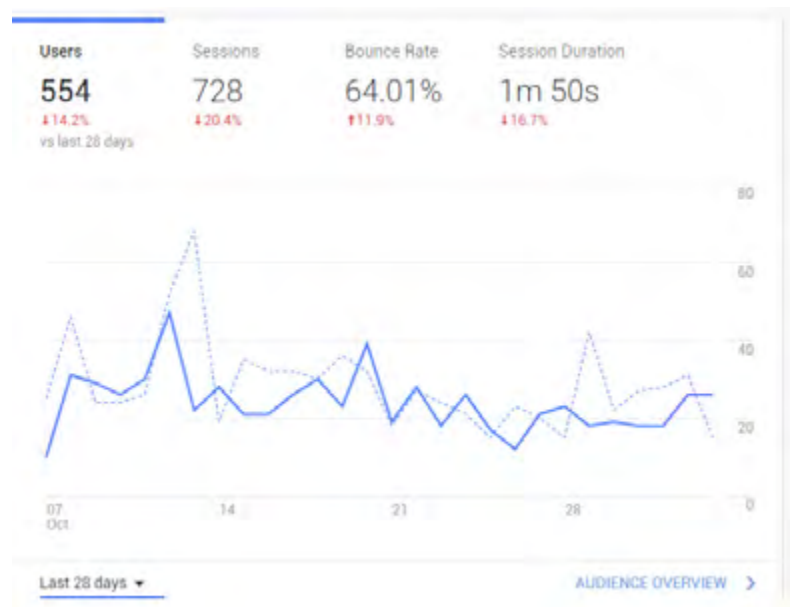 Users Sessions Bounce Rate Session Duration
554 728 64.01% 1m 50s
↓14.2% ↓20.4% ↑11.9% ↓16.7%
vs last 28 days
80
60
40
20
0
07 14 21 28
Oct
Last 28 days AUDIENCE OVERVIEW